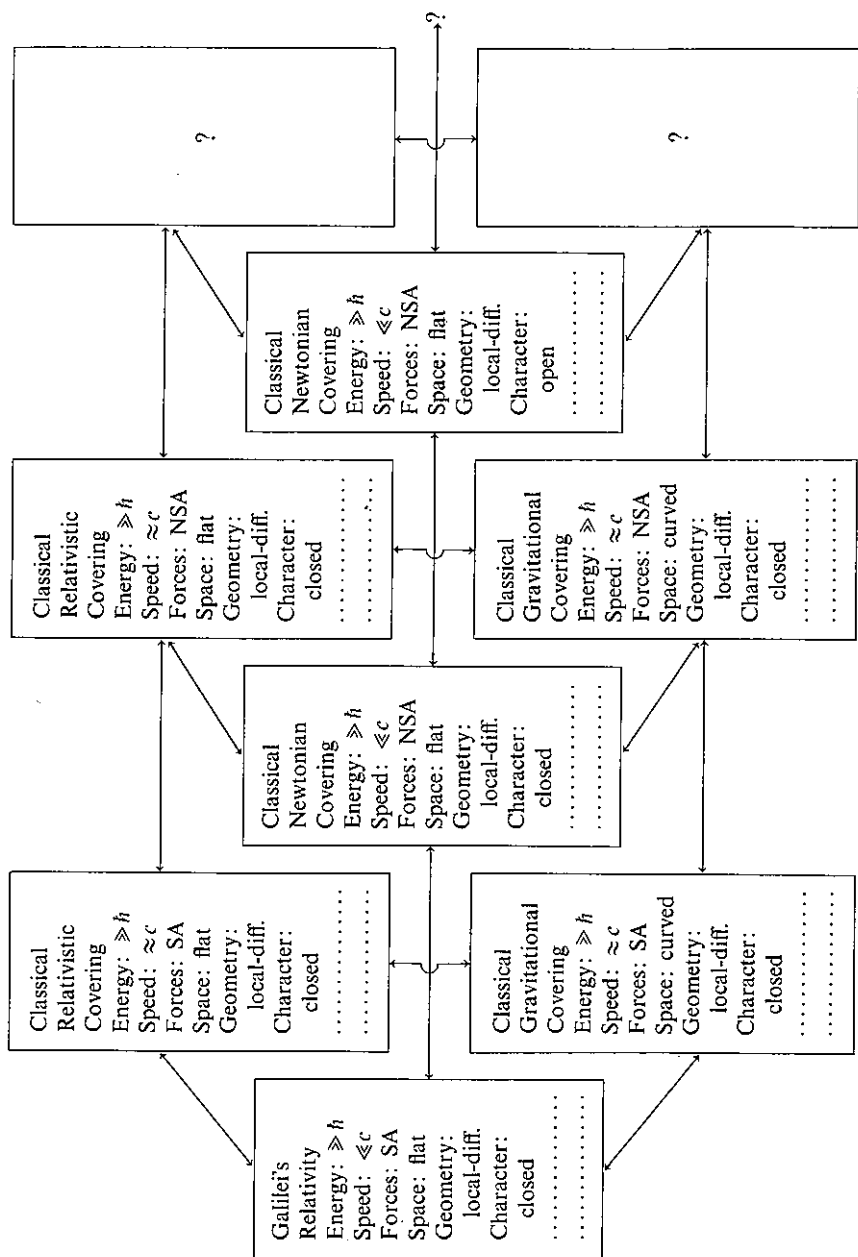 Galilei's
Relativity
Energy: ≫ ℏ
Speed: ≪ c
Forces: SA
Space: flat
Geometry:
local-diff.
Character:
closed
Classical
Relativistic
Covering
Energy: ≫ ℏ
Speed: ≈ c
Forces: SA
Space: flat
Geometry:
local-diff.
Character:
closed
Classical
Gravitational
Covering
Energy: ≫ ℏ
Speed: ≈ c
Forces: SA
Space: curved
Geometry:
local-diff.
Character:
closed
Classical
Newtonian
Covering
Energy: ≫ ℏ
Speed: ≪ c
Forces: NSA
Space: flat
Geometry:
local-diff.
Character:
closed
Classical
Relativistic
Covering
Energy: ≫ ℏ
Speed: ≈ c
Forces: NSA
Space: flat
Geometry:
local-diff.
Character:
closed
Classical
Gravitational
Covering
Energy: ≫ ℏ
Speed: ≈ c
Forces: NSA
Space: curved
Geometry:
local-diff.
Character:
closed
Classical
Newtonian
Covering
Energy: ≫ ℏ
Speed: ≪ c
Forces: NSA
Space: flat
Geometry:
local-diff.
Character:
open
?
?
?